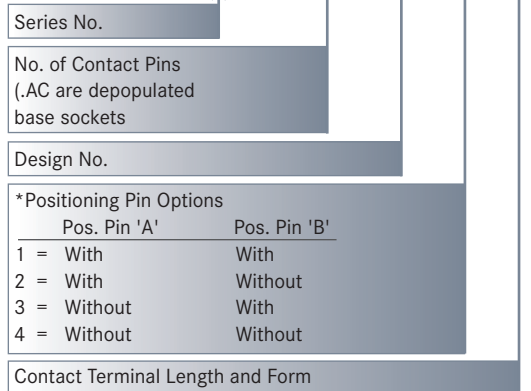 Series No.
No. of Contact Pins
(.AC are depopulated
base sockets
Design No.
*Positioning Pin Options
Pos. Pin 'A' Pos. Pin 'B'
1 = With With
2 = With Without
3 = Without With
4 = Without Without
Contact Terminal Length and Form